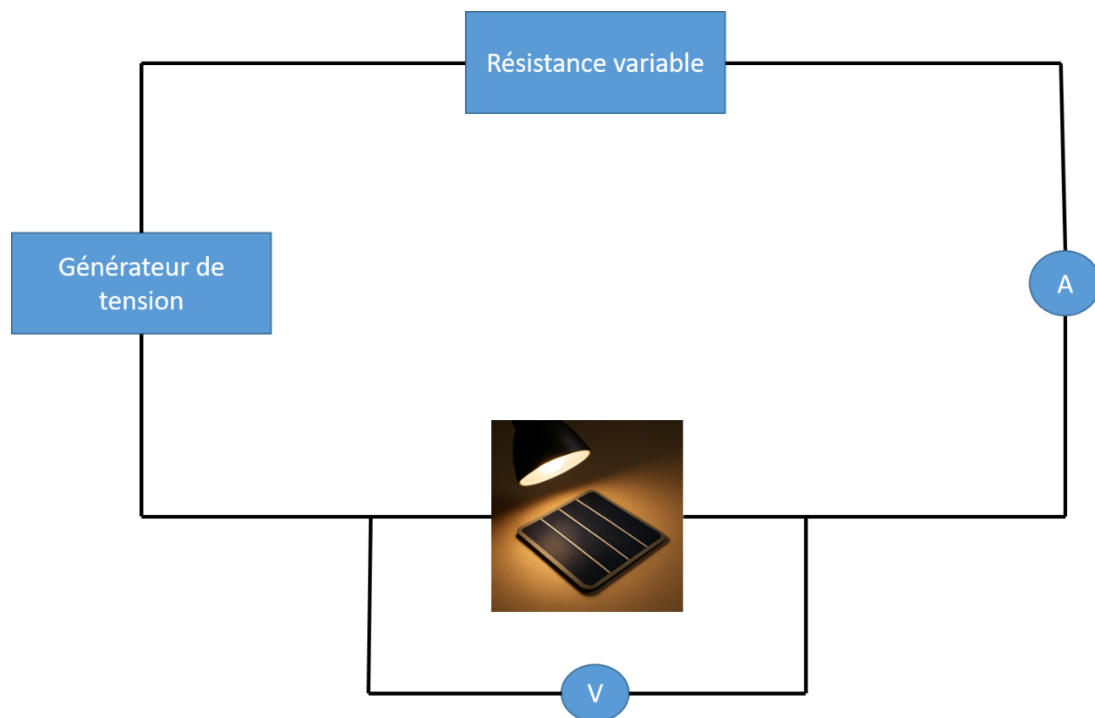 Résistance variable
Générateur de
tension
A
V